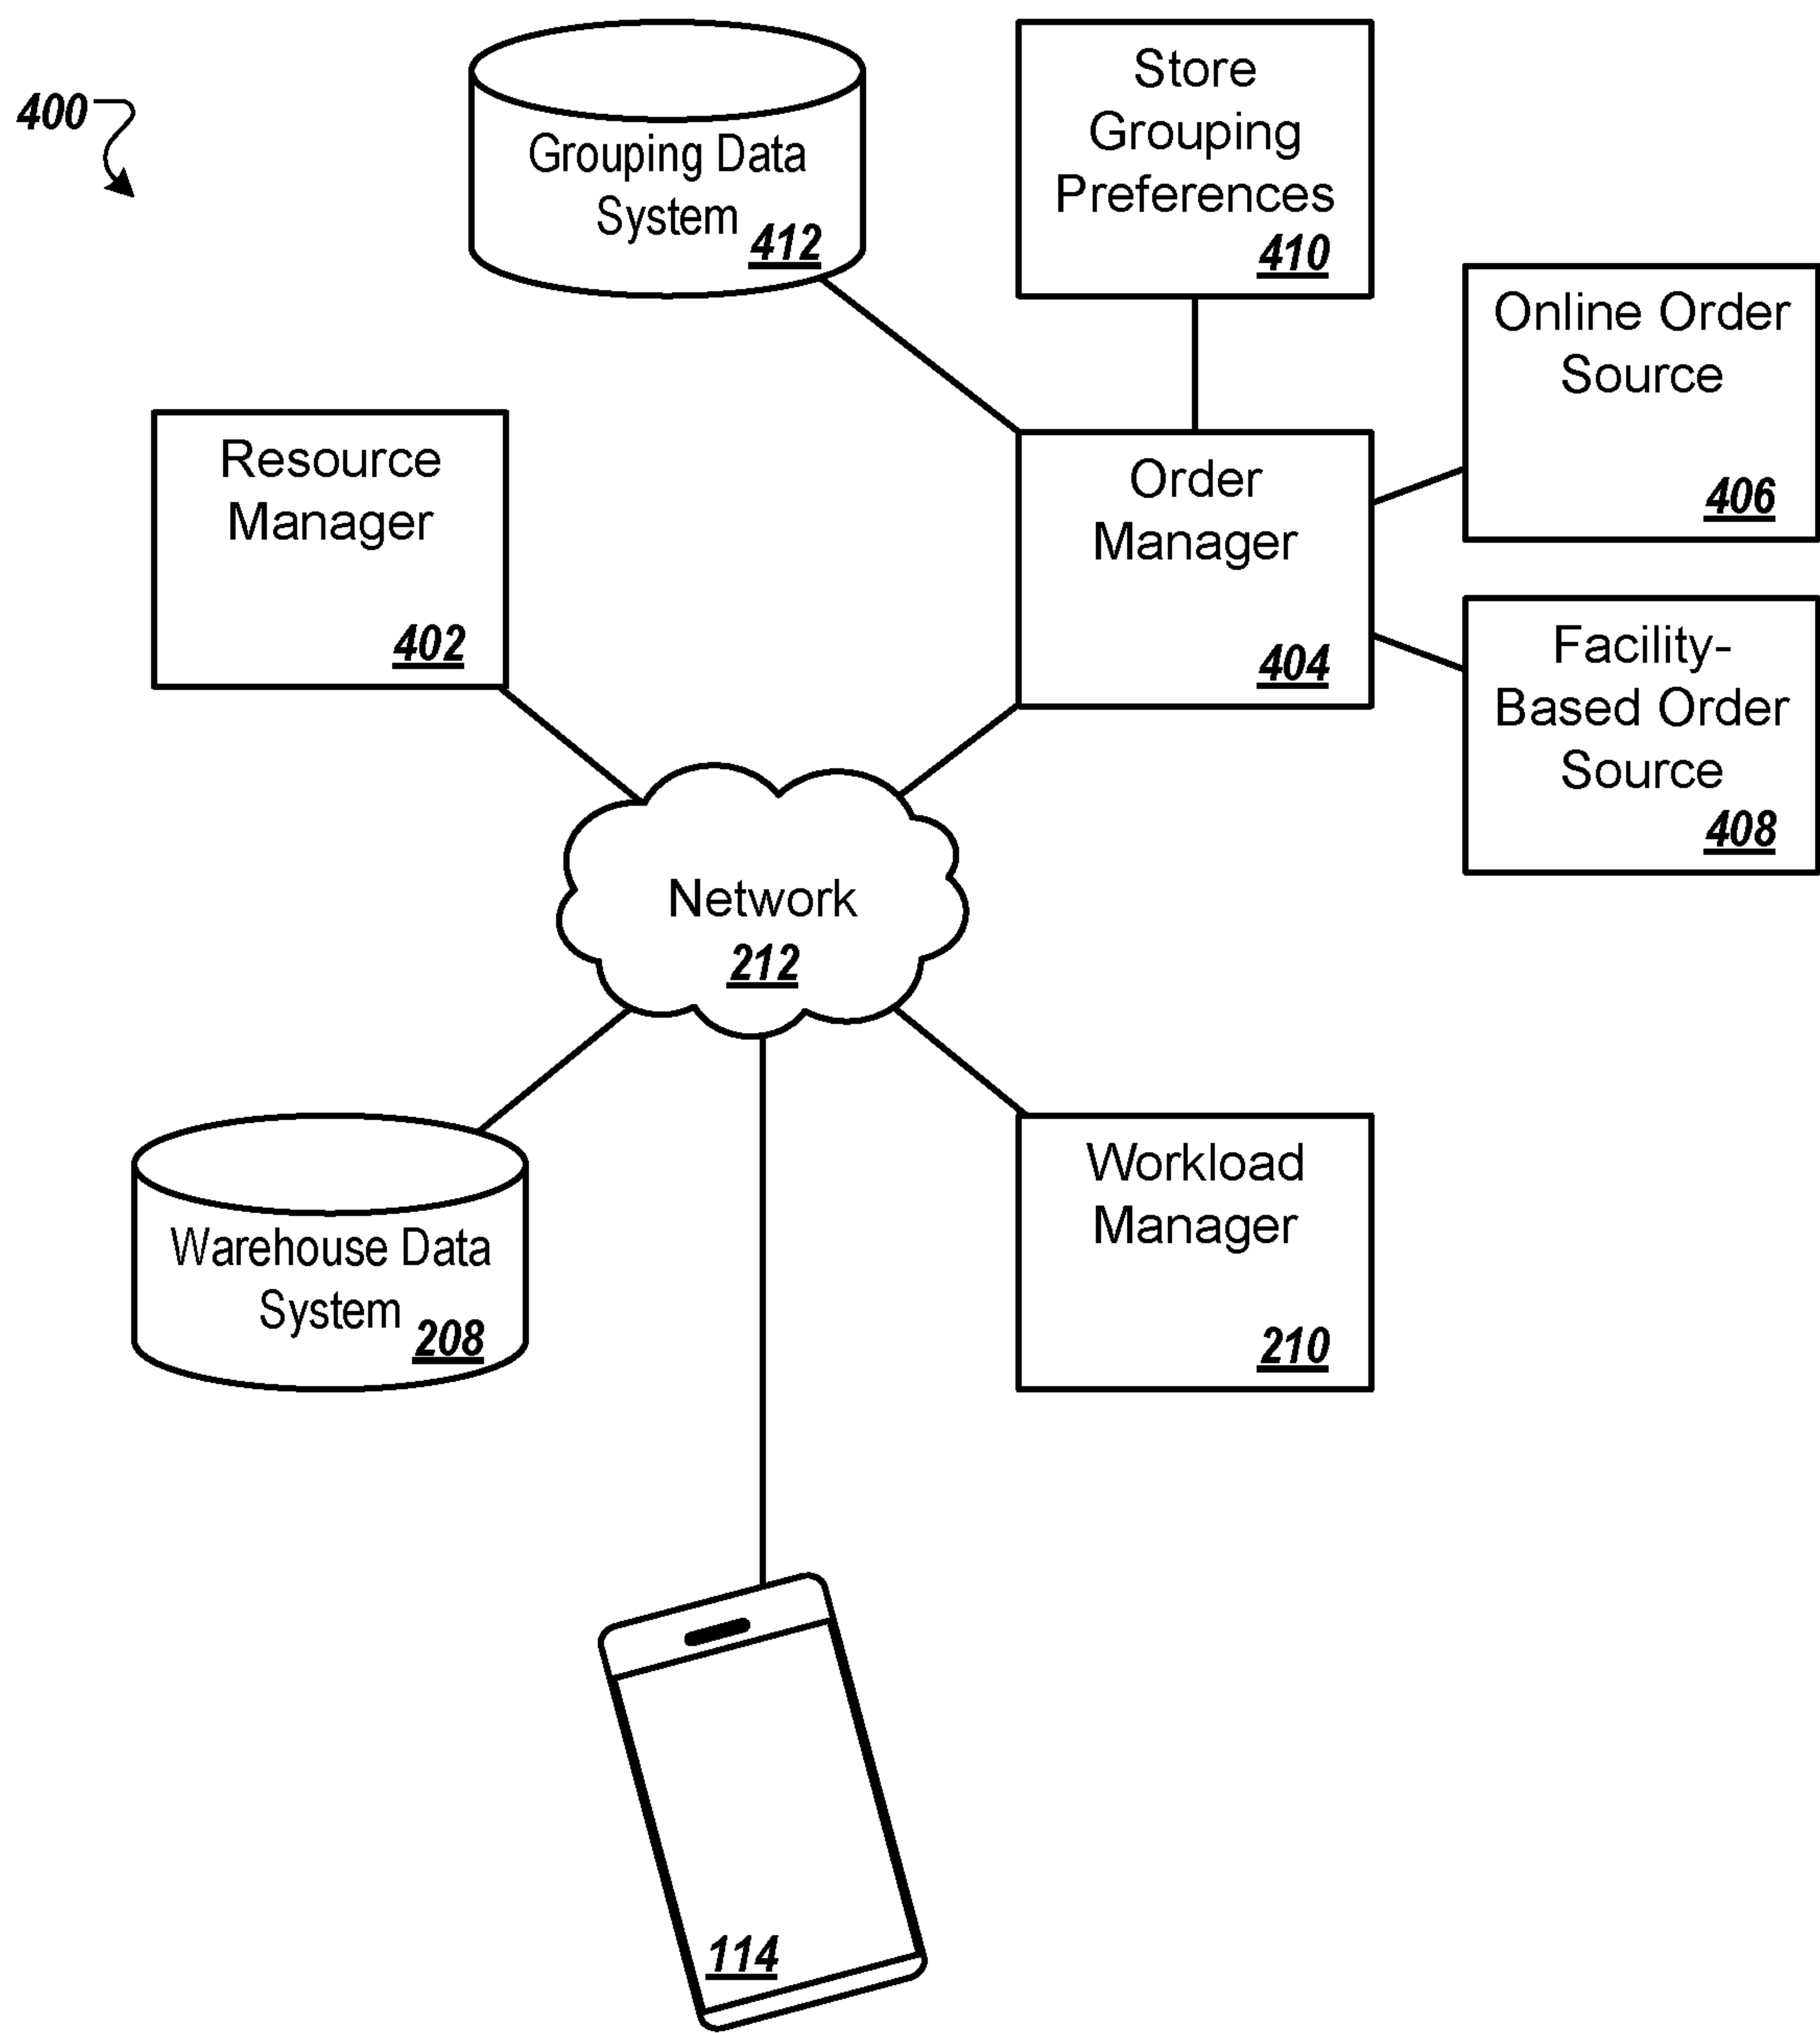 400
Grouping Data
System
412
Store
Grouping
Preferences
410
Online Order
Source
406
Resource
Manager
402
Order
Manager
404
Facility-
Based Order
Source
408
Network
212
Warehouse Data
System
208
Workload
Manager
210
114